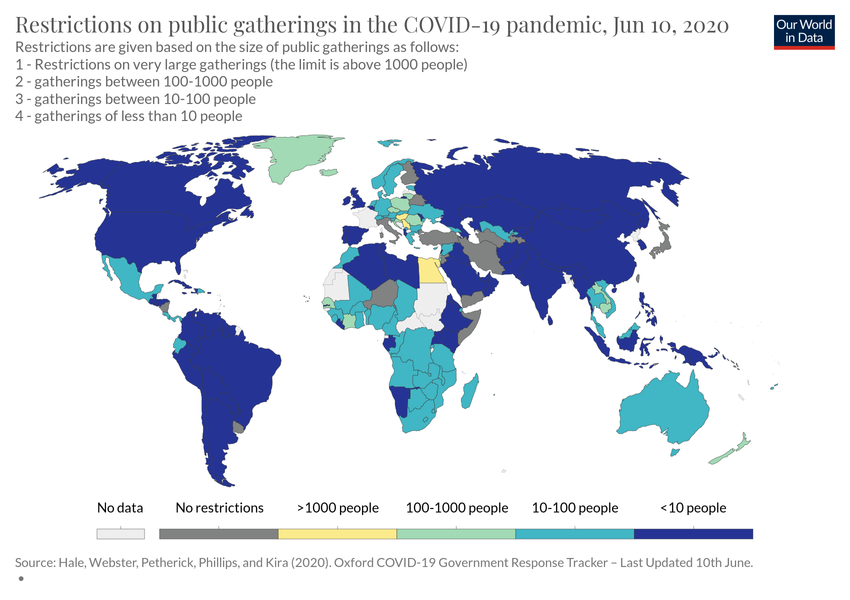 Restrictions on public gatherings in the COVID-19 pandemic, Jun 10, 2020
Our World
in Data
Restrictions are given based on the size of public gatherings as follows:
1 - Restrictions on very large gatherings (the limit is above 1000 people)
2 - gatherings between 100-1000 people
3 - gatherings between 10-100 people
4 - gatherings of less than 10 people
No data
No restrictions
>1000 people
100-1000 people
10-100 people
<10 people
Source: Hale, Webster, Petherick, Phillips, and Kira (2020). Oxford COVID-19 Government Response Tracker – Last Updated 10th June.